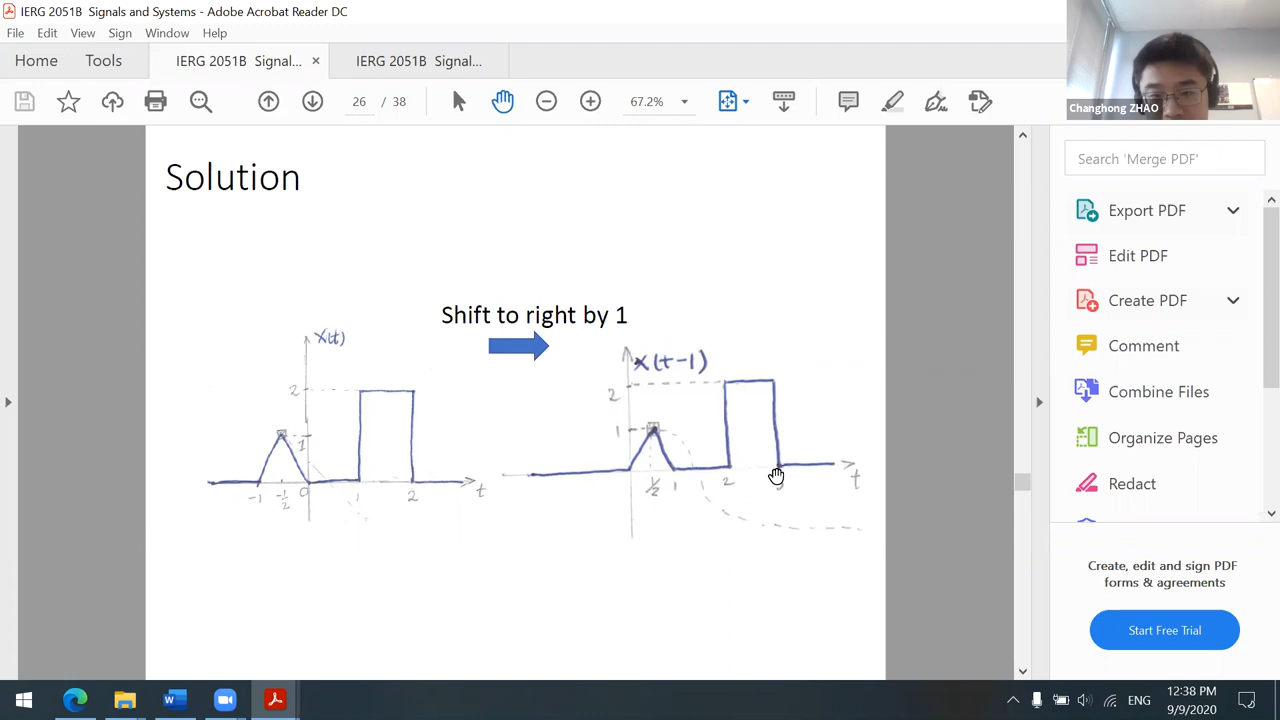 IERG 2051B  Signals and Systems - Adobe Acrobat Reader DC
File Edit View Sign Window Help
Home Tools IERG 2051B  Signal... × IERG 2051B  Signal...
26 / 38 67.2%
Changhong ZHAO
Solution
Shift to right by 1
x(t)
2
1
-1 -1/2 0 1 2 t
x(t-1)
2
1
1/2 1 2 t
Search 'Merge PDF'
Export PDF
Edit PDF
Create PDF
Comment
Combine Files
Organize Pages
Redact
Create, edit and sign PDF
forms & agreements
Start Free Trial
ENG
12:38 PM
9/9/2020